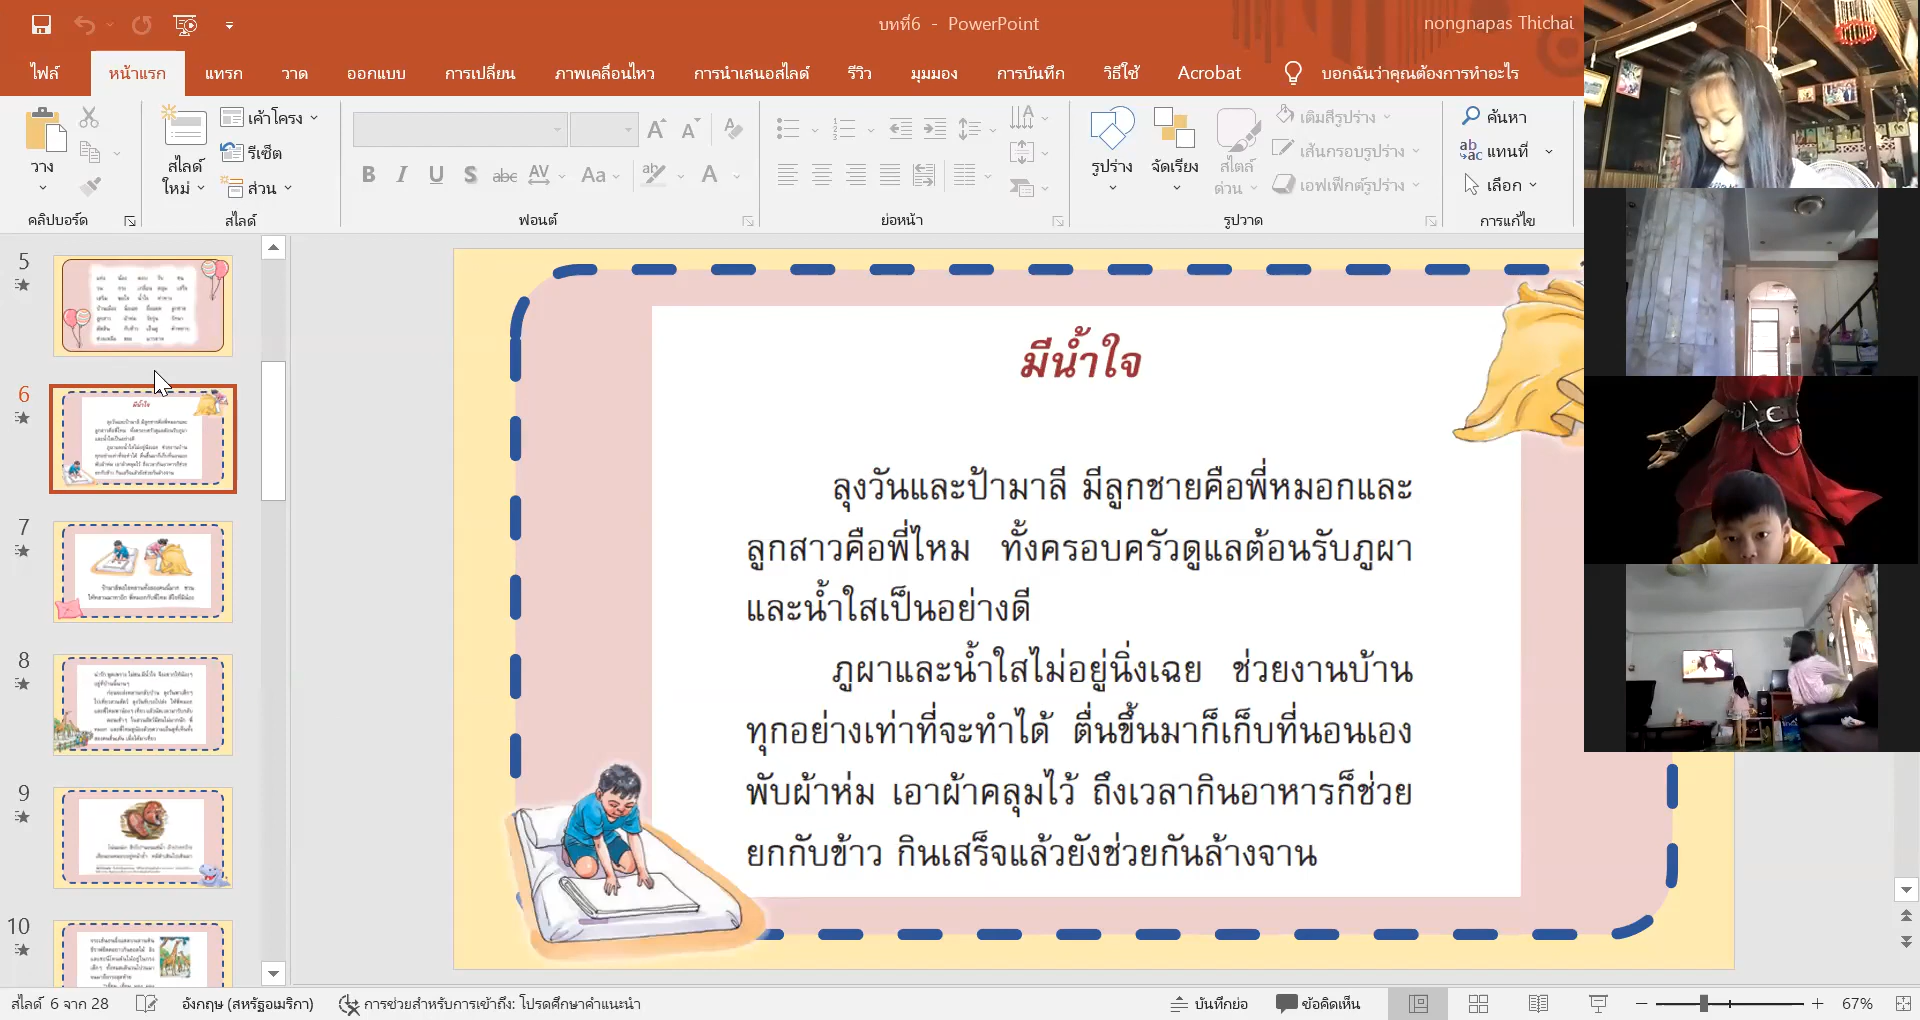 บทที่6 - PowerPoint
nongnapas Thichai
ไฟล์ หน้าแรก แทรก วาด ออกแบบ การเปลี่ยน ภาพเคลื่อนไหว การนำเสนอสไลด์ รีวิว มุมมอง การบันทึก วิธีใช้ Acrobat บอกฉันว่าคุณต้องการทำอะไร
วาง
สไลด์ใหม่
เค้าโครง
รีเซ็ต
ส่วน
รูปร่าง
จัดเรียง
สไตล์ด่วน
เติมสีรูปร่าง
เส้นกรอบรูปร่าง
เอฟเฟ็กต์รูปร่าง
ค้นหา
แทนที่
เลือก
คลิปบอร์ด สไลด์ ฟอนต์ ย่อหน้า รูปวาด การแก้ไข
5
6
7
8
9
10
มีน้ำใจ
ลุงวันและป้ามาลี มีลูกชายคือพี่หมอกและ
ลูกสาวคือพี่ไหม ทั้งครอบครัวดูแลต้อนรับภูผา
และน้ำใสเป็นอย่างดี
ภูผาและน้ำใสไม่อยู่นิ่งเฉย ช่วยงานบ้าน
ทุกอย่างเท่าที่จะทำได้ ตื่นขึ้นมาก็เก็บที่นอนเอง
พับผ้าห่ม เอาผ้าคลุมไว้ ถึงเวลากินอาหารก็ช่วย
ยกกับข้าว กินเสร็จแล้วยังช่วยกันล้างจาน
สไลด์ 6 จาก 28 อังกฤษ (สหรัฐอเมริกา) การช่วยสำหรับการเข้าถึง: โปรดศึกษาคำแนะนำ บันทึกย่อ ข้อคิดเห็น 67%